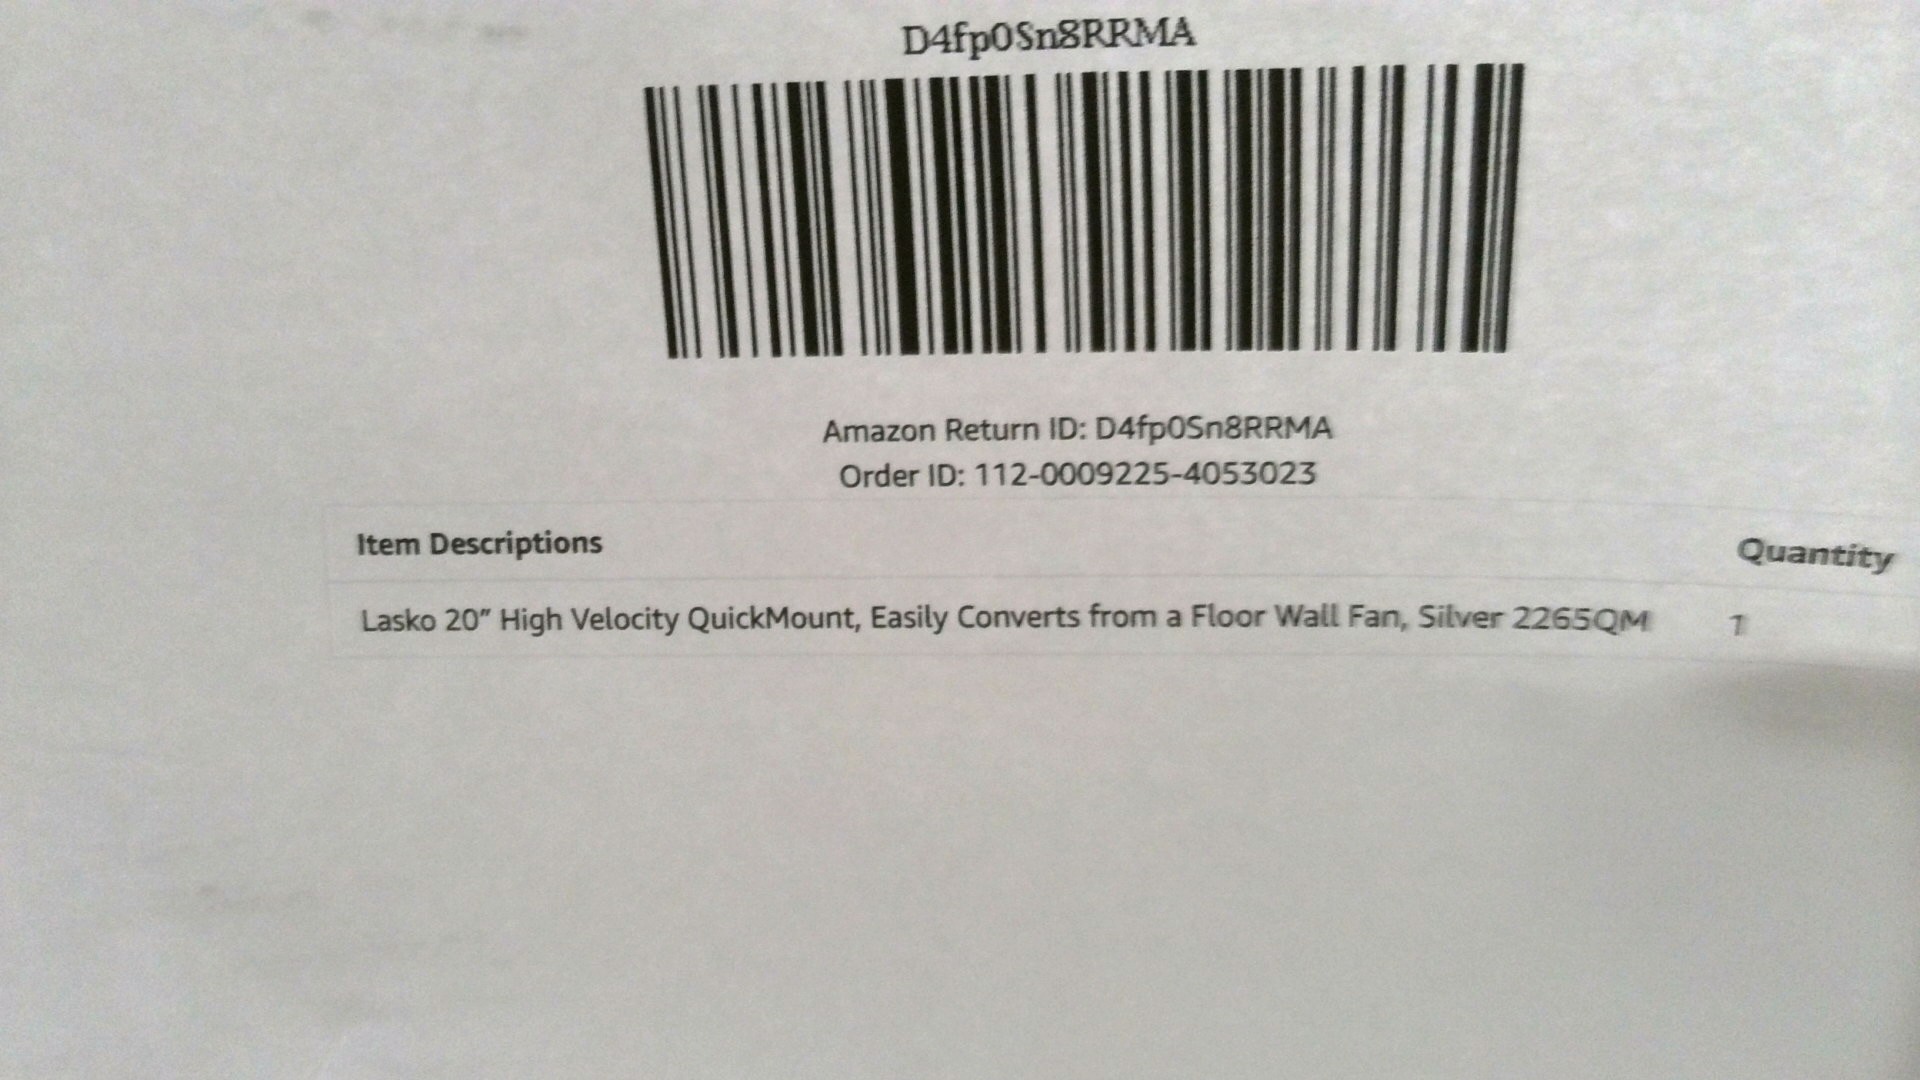 D4fp0Sn8RRMA
Amazon Return ID: D4fp0Sn8RRMA
Order ID: 112-0009225-4053023
Item Descriptions Quantity
Lasko 20" High Velocity QuickMount, Easily Converts from a Floor Wall Fan, Silver 2265QM 1